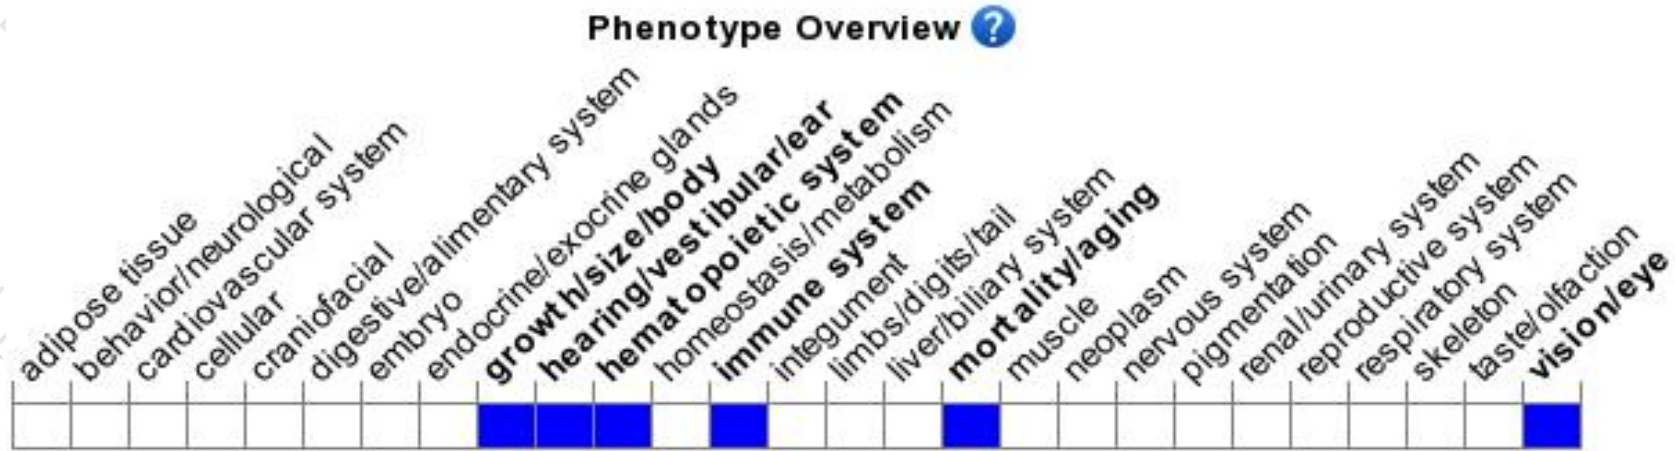 Phenotype Overview ?
adipose tissue
behavior/neurological
cardiovascular system
cellular
craniofacial
digestive/alimentary system
embryo
endocrine/exocrine glands
growth/size/body
hearing/vestibular/ear
hematopoietic system
homeostasis/metabolism
immune system
integument
limbs/digits/tail
liver/biliary system
mortality/aging
muscle
neoplasm
nervous system
pigmentation
renal/urinary system
reproductive system
respiratory system
skeleton
taste/olfaction
vision/eye